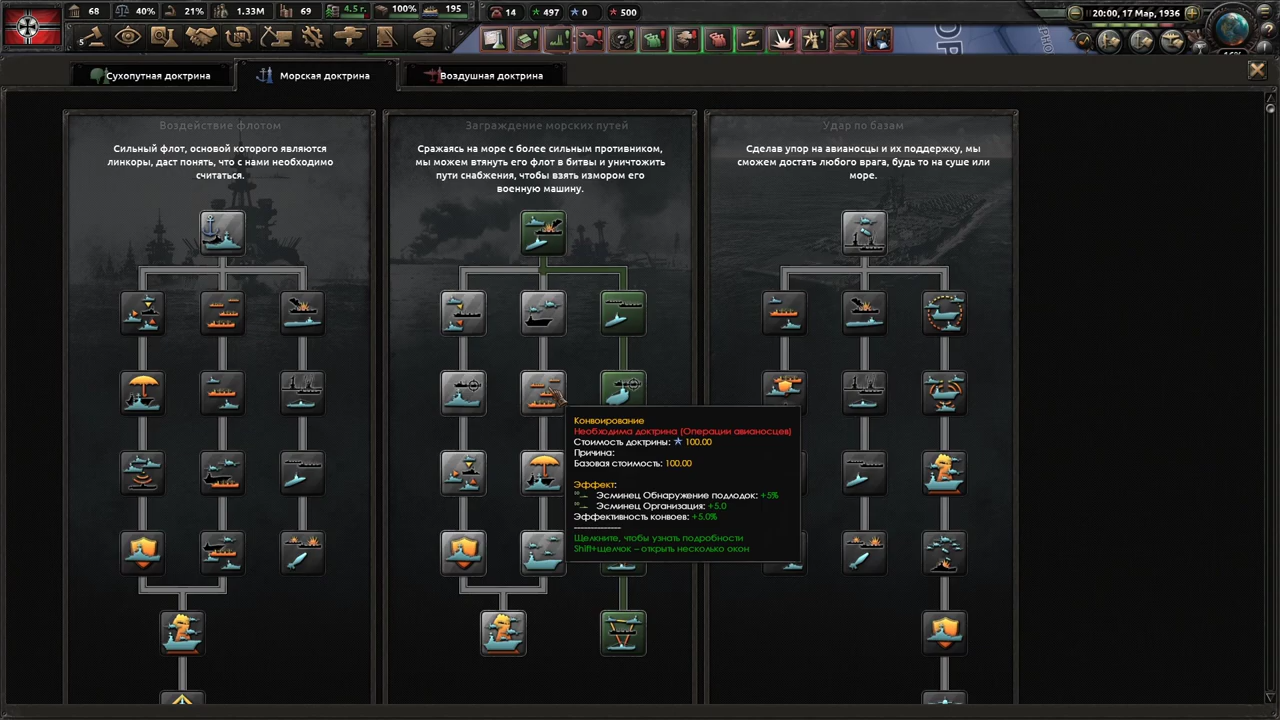 68 40% 21% 1.33M 69 4.5 г. 100% 195 14 497 0 500 20:00, 17 Мар, 1936
5
Сухопутная доктрина Морская доктрина Воздушная доктрина
Воздействие флотом
Сильный флот, основой которого являются
линкоры, даст понять, что с нами необходимо
считаться.
Заграждение морских путей
Сражаясь на море с более сильным противником,
мы можем втянуть его флот в битвы и уничтожить
пути снабжения, чтобы взять измором его
военную машину.
Удар по базам
Сделав упор на авианосцы и их поддержку, мы
сможем достать любого врага, будь то на суше или
море.
Конвоирование
Необходима доктрина (Операции авианосцев)
Стоимость доктрины: 100.00
Причина:
Базовая стоимость: 100.00
Эффект:
Эсминец Обнаружение подлодок: +5%
Эсминец Организация: +5.0
Эффективность конвоев: +5.0%
--------------
Щелкните, чтобы узнать подробности
Shift+щелчок – открыть несколько окон